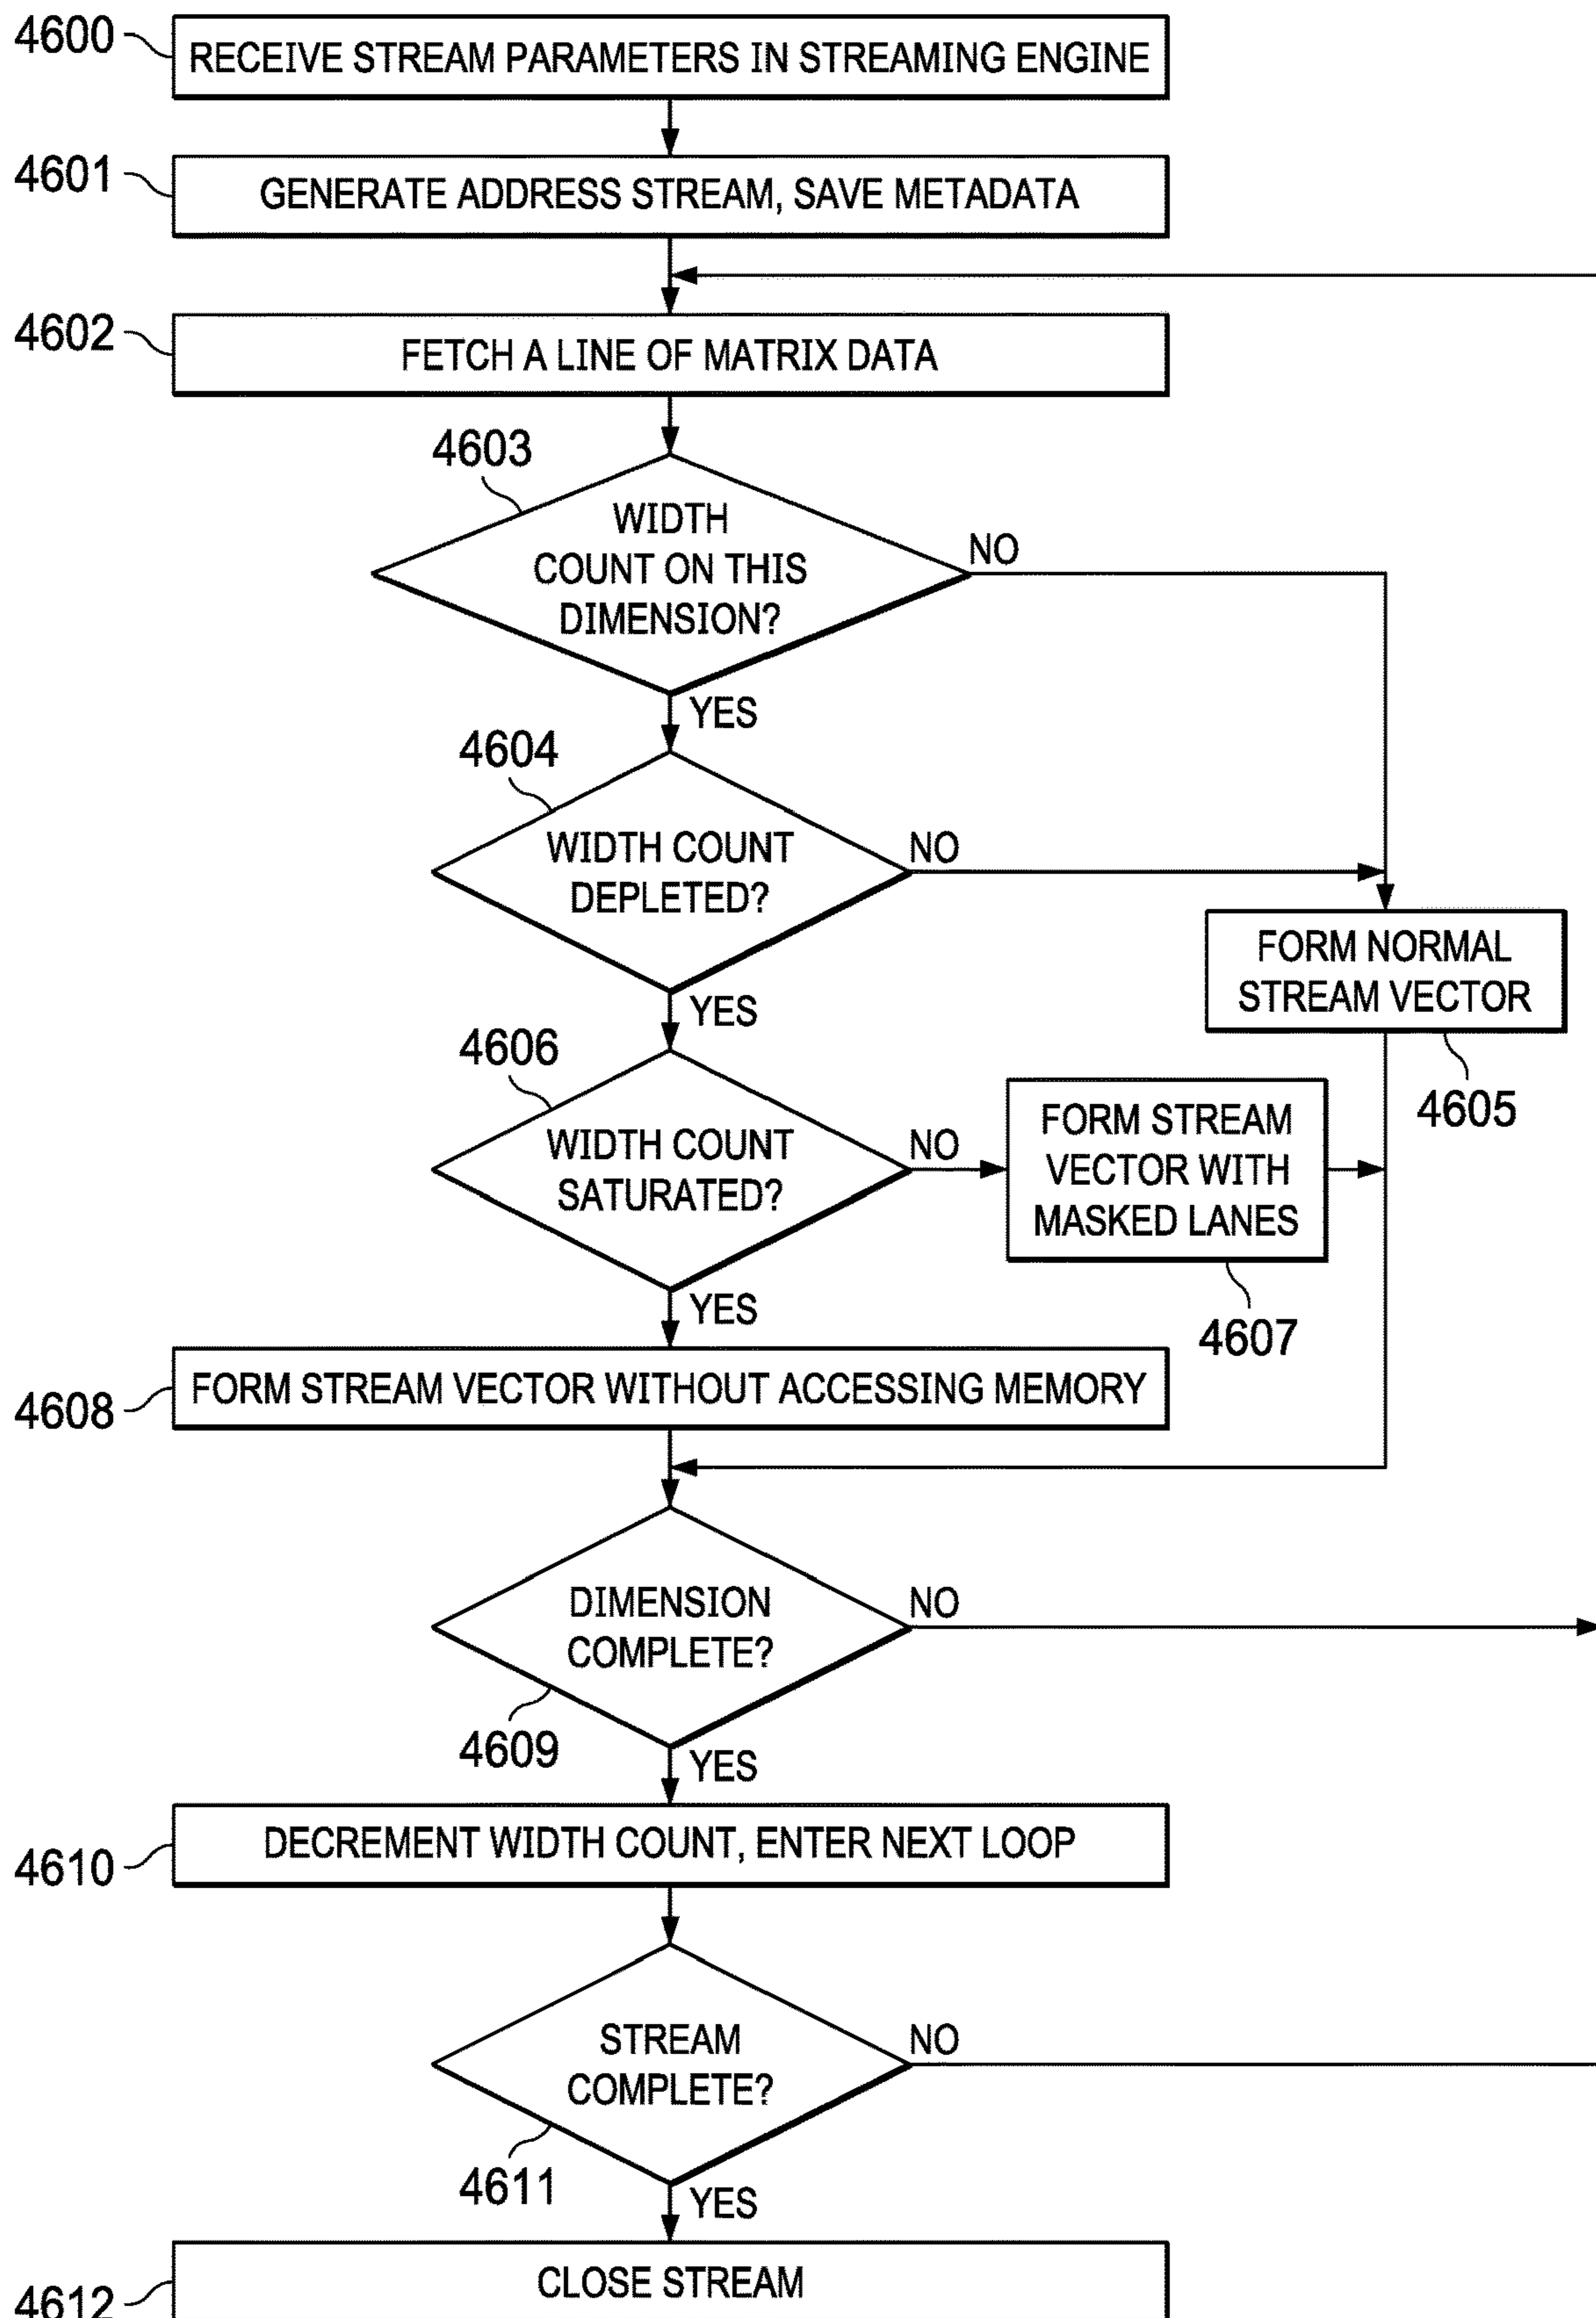 4600
RECEIVE STREAM PARAMETERS IN STREAMING ENGINE
4601
GENERATE ADDRESS STREAM, SAVE METADATA
4602
FETCH A LINE OF MATRIX DATA
4603
WIDTH
COUNT ON THIS
DIMENSION?
NO
YES
4604
WIDTH COUNT
DEPLETED?
NO
YES
FORM NORMAL
STREAM VECTOR
4605
4606
WIDTH COUNT
SATURATED?
NO
YES
FORM STREAM
VECTOR WITH
MASKED LANES
4607
4608
FORM STREAM VECTOR WITHOUT ACCESSING MEMORY
DIMENSION
COMPLETE?
NO
4609
YES
4610
DECREMENT WIDTH COUNT, ENTER NEXT LOOP
STREAM
COMPLETE?
NO
4611
YES
4612
CLOSE STREAM